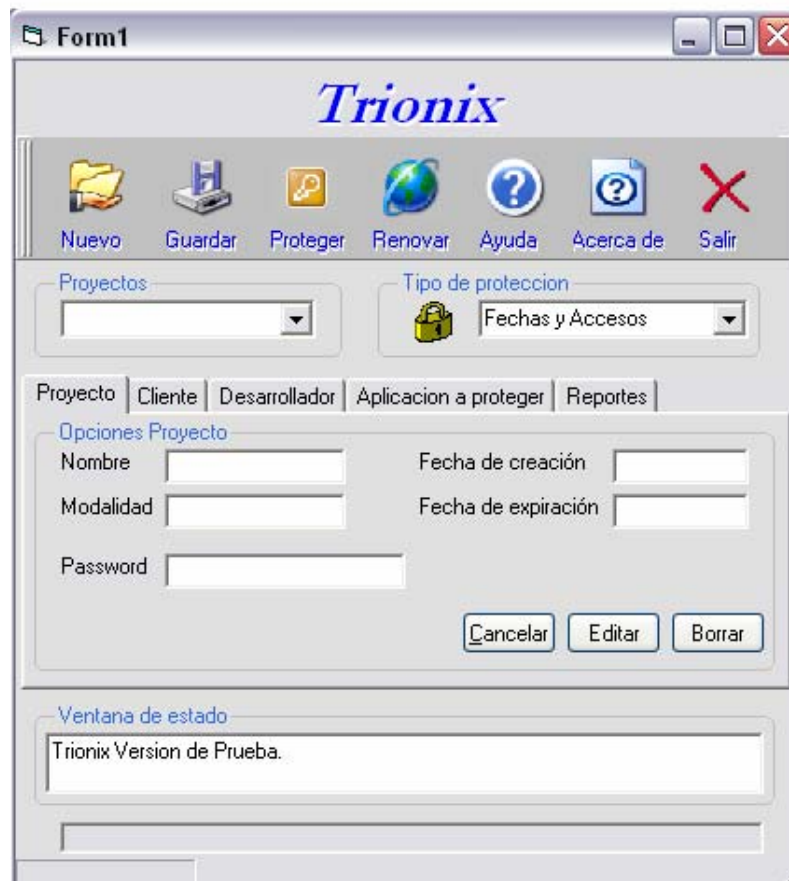 Form1
Trionix
Nuevo Guardar Proteger Renovar Ayuda Acerca de Salir
Proyectos Tipo de proteccion
Fechas y Accesos
Proyecto Cliente Desarrollador Aplicacion a proteger Reportes
Opciones Proyecto
Nombre Fecha de creación
Modalidad Fecha de expiración
Password
Cancelar Editar Borrar
Ventana de estado
Trionix Version de Prueba.